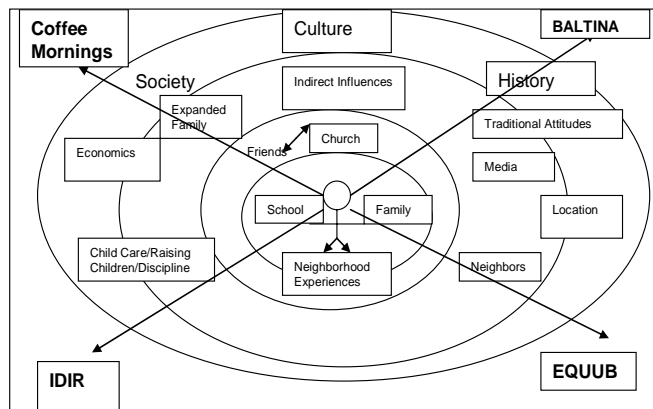 Coffee
Mornings
Culture
BALTINA
Society
Indirect Influences
History
Expanded
Family
Traditional Attitudes
Economics
Friends
Church
Media
School
Family
Location
Child Care/Raising
Children/Discipline
Neighborhood
Experiences
Neighbors
IDIR
EQUUB